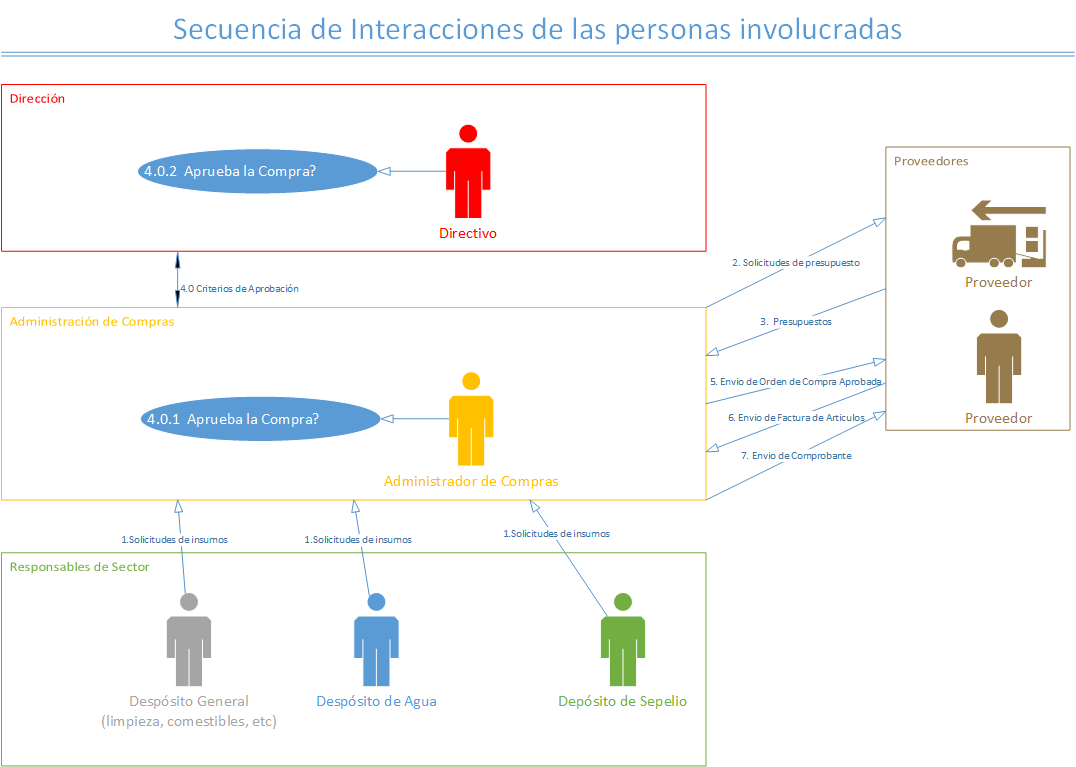 Secuencia de Interacciones de las personas involucradas
Dirección
4.0.2 Aprueba la Compra?
Directivo
Proveedores
Proveedor
Proveedor
4.0 Criterios de Aprobación
2. Solicitudes de presupuesto
3. Presupuestos
5. Envio de Orden de Compra Aprobada
6. Envio de Factura de Articulos
7. Envio de Comprobante
Administración de Compras
4.0.1 Aprueba la Compra?
Administrador de Compras
1.Solicitudes de insumos
1.Solicitudes de insumos
1.Solicitudes de insumos
Responsables de Sector
Despósito General
(limpieza, comestibles, etc)
Despósito de Agua
Depósito de Sepelio